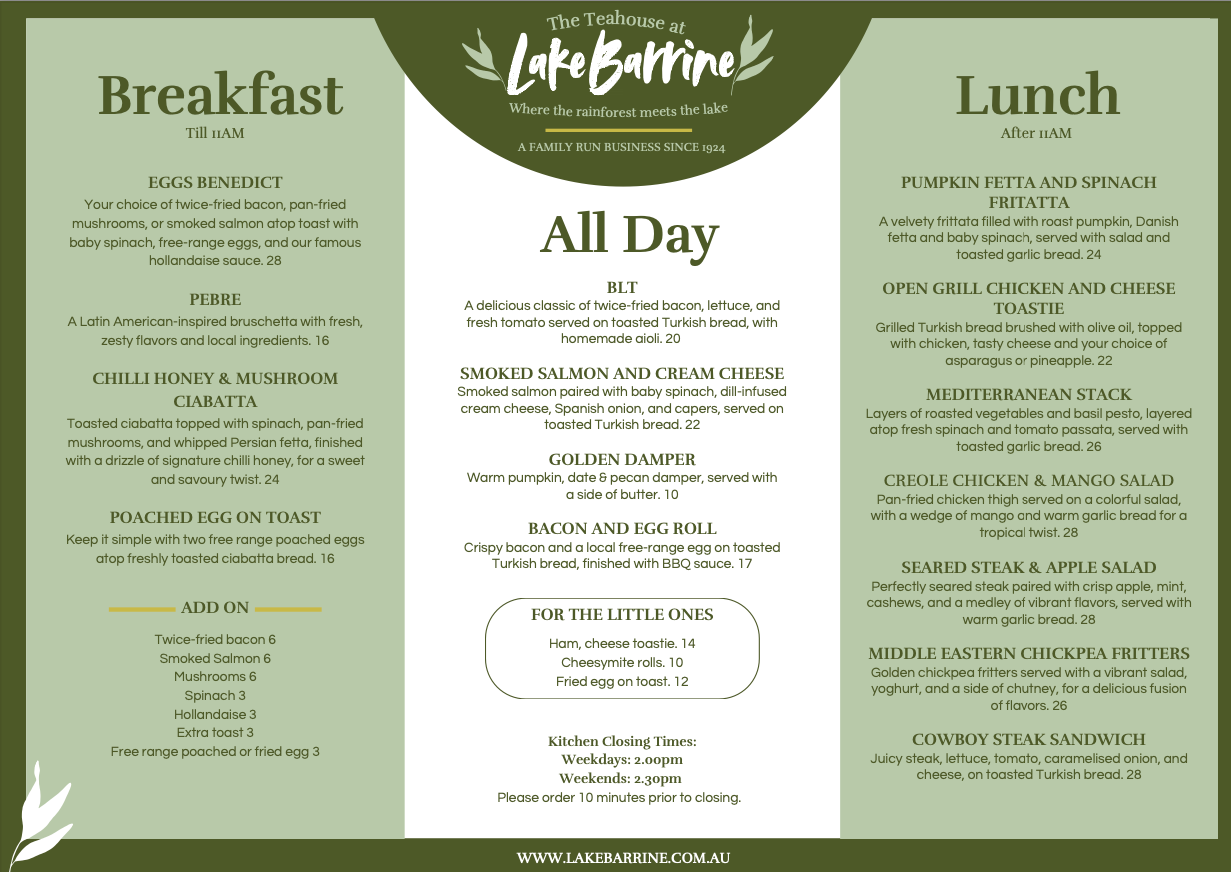 The Teahouse at
Lake Barrine
Where the rainforest meets the lake
A FAMILY RUN BUSINESS SINCE 1924
Breakfast
Till 11AM
EGGS BENEDICT
Your choice of twice-fried bacon, pan-fried
mushrooms, or smoked salmon atop toast with
baby spinach, free-range eggs, and our famous
hollandaise sauce. 28
PEBRE
A Latin American-inspired bruschetta with fresh,
zesty flavors and local ingredients. 16
CHILLI HONEY & MUSHROOM
CIABATTA
Toasted ciabatta topped with spinach, pan-fried
mushrooms, and whipped Persian fetta, finished
with a drizzle of signature chilli honey, for a sweet
and savoury twist. 24
POACHED EGG ON TOAST
Keep it simple with two free range poached eggs
atop freshly toasted ciabatta bread. 16
ADD ON
Twice-fried bacon 6
Smoked Salmon 6
Mushrooms 6
Spinach 3
Hollandaise 3
Extra toast 3
Free range poached or fried egg 3
All Day
BLT
A delicious classic of twice-fried bacon, lettuce, and
fresh tomato served on toasted Turkish bread, with
homemade aioli. 20
SMOKED SALMON AND CREAM CHEESE
Smoked salmon paired with baby spinach, dill-infused
cream cheese, Spanish onion, and capers, served on
toasted Turkish bread. 22
GOLDEN DAMPER
Warm pumpkin, date & pecan damper, served with
a side of butter. 10
BACON AND EGG ROLL
Crispy bacon and a local free-range egg on toasted
Turkish bread, finished with BBQ sauce. 17
FOR THE LITTLE ONES
Ham, cheese toastie. 14
Cheesymite rolls. 10
Fried egg on toast. 12
Kitchen Closing Times:
Weekdays: 2.00pm
Weekends: 2.30pm
Please order 10 minutes prior to closing.
Lunch
After 11AM
PUMPKIN FETTA AND SPINACH
FRITATTA
A velvety frittata filled with roast pumpkin, Danish
fetta and baby spinach, served with salad and
toasted garlic bread. 24
OPEN GRILL CHICKEN AND CHEESE
TOASTIE
Grilled Turkish bread brushed with olive oil, topped
with chicken, tasty cheese and your choice of
asparagus or pineapple. 22
MEDITERRANEAN STACK
Layers of roasted vegetables and basil pesto, layered
atop fresh spinach and tomato passata, served with
toasted garlic bread. 26
CREOLE CHICKEN & MANGO SALAD
Pan-fried chicken thigh served on a colorful salad,
with a wedge of mango and warm garlic bread for a
tropical twist. 28
SEARED STEAK & APPLE SALAD
Perfectly seared steak paired with crisp apple, mint,
cashews, and a medley of vibrant flavors, served with
warm garlic bread. 28
MIDDLE EASTERN CHICKPEA FRITTERS
Golden chickpea fritters served with a vibrant salad,
yoghurt, and a side of chutney, for a delicious fusion
of flavors. 26
COWBOY STEAK SANDWICH
Juicy steak, lettuce, tomato, caramelised onion, and
cheese, on toasted Turkish bread. 28
WWW.LAKEBARRINE.COM.AU